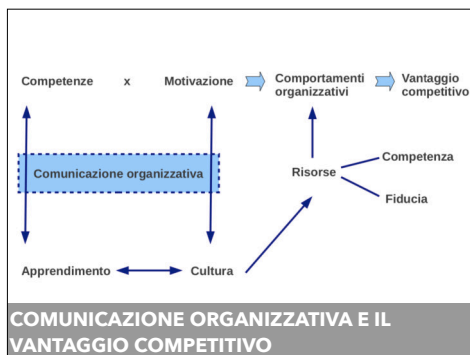 Competenze x Motivazione Comportamenti organizzativi Vantaggio competitivo
Comunicazione organizzativa
Risorse
Competenza
Fiducia
Apprendimento Cultura
COMUNICAZIONE ORGANIZZATIVA E IL
VANTAGGIO COMPETITIVO